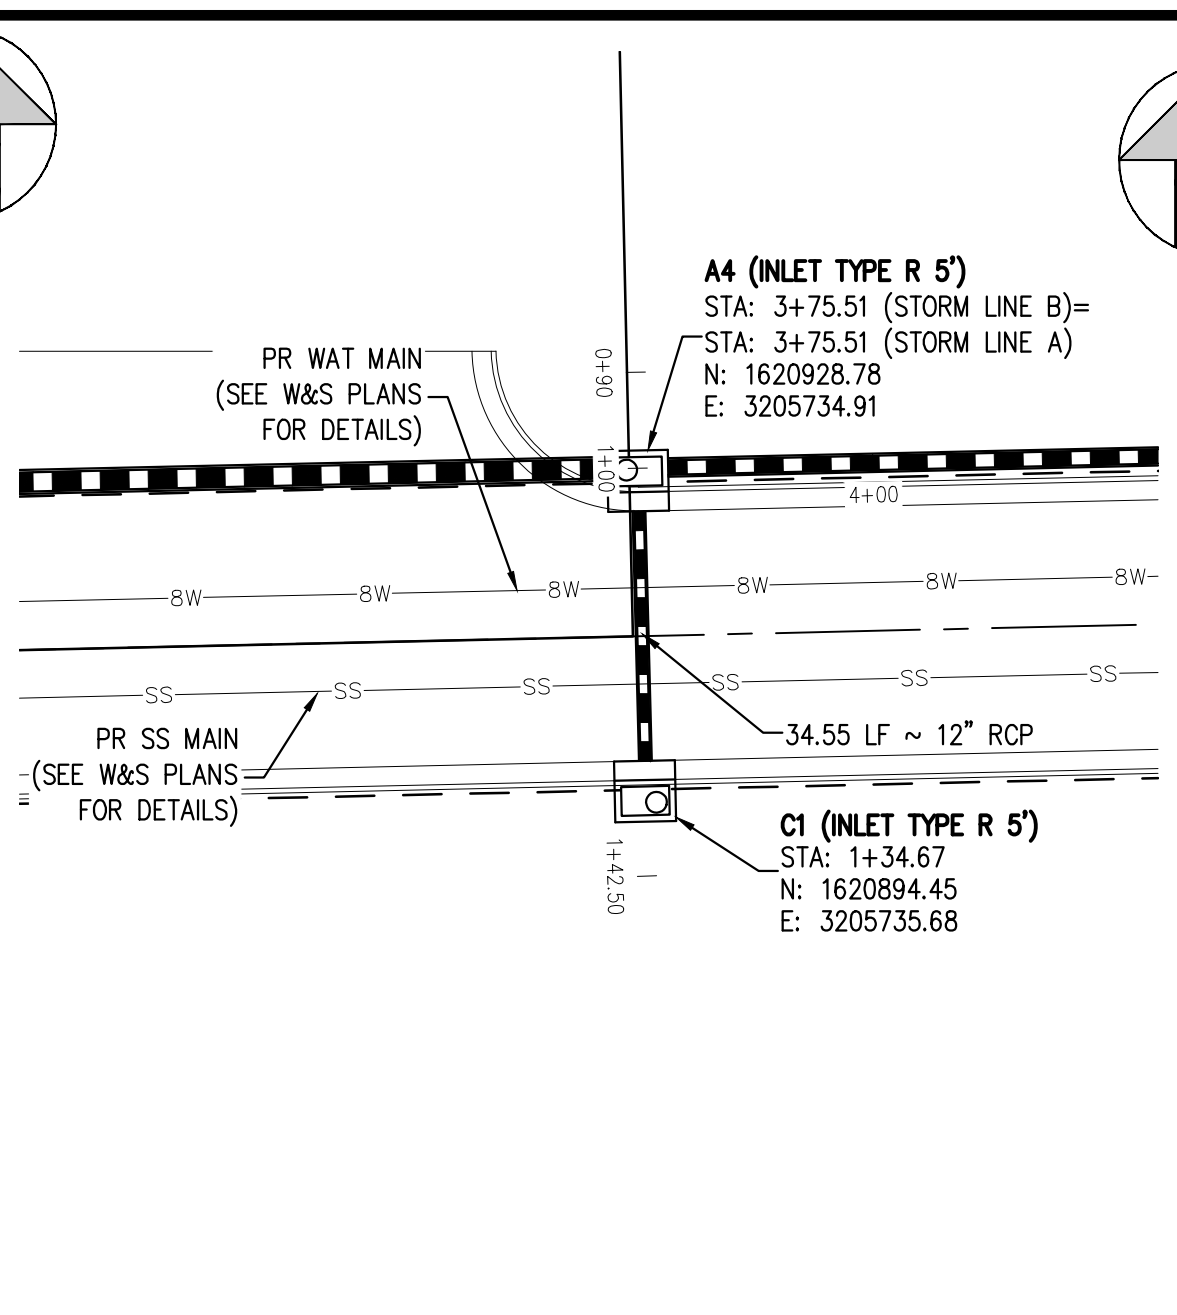 A4 (INLET TYPE R 5')
STA: 3+75.51 (STORM LINE B)=
STA: 3+75.51 (STORM LINE A)
N: 1620928.78
E: 3205734.91
PR WAT MAIN
(SEE W&S PLANS
FOR DETAILS)
0+90
1+00
4+00
8W
8W
8W
8W
8W
8W
SS
SS
SS
SS
SS
SS
PR SS MAIN
(SEE W&S PLANS
FOR DETAILS)
34.55 LF ~ 12" RCP
C1 (INLET TYPE R 5')
STA: 1+34.67
N: 1620894.45
E: 3205735.68
1+42.50